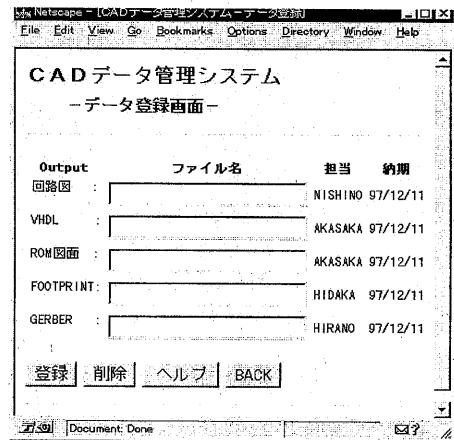 Netscape - [CADデータ管理システムーデータ登録]
File Edit View Go Bookmarks Options Directory Window Help
CADデータ管理システム
－データ登録画面－
Output ファイル名 担当 納期
回路図 : NISHINO 97/12/11
VHDL : AKASAKA 97/12/11
ROM図面 : AKASAKA 97/12/11
FOOTPRINT: HIDAKA 97/12/11
GERBER : HIRANO 97/12/11
登録 削除 ヘルプ BACK
Document: Done